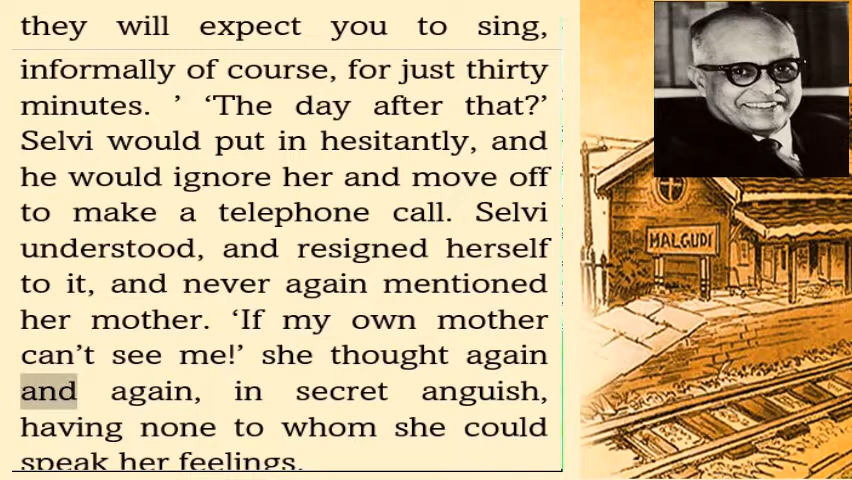 they will expect you to sing,
informally of course, for just thirty
minutes. ’ ‘The day after that?’
Selvi would put in hesitantly, and
he would ignore her and move off
to make a telephone call. Selvi
understood, and resigned herself
to it, and never again mentioned
her mother. ‘If my own mother
can’t see me!’ she thought again
and again, in secret anguish,
having none to whom she could
speak her feelings.
MALGUDI